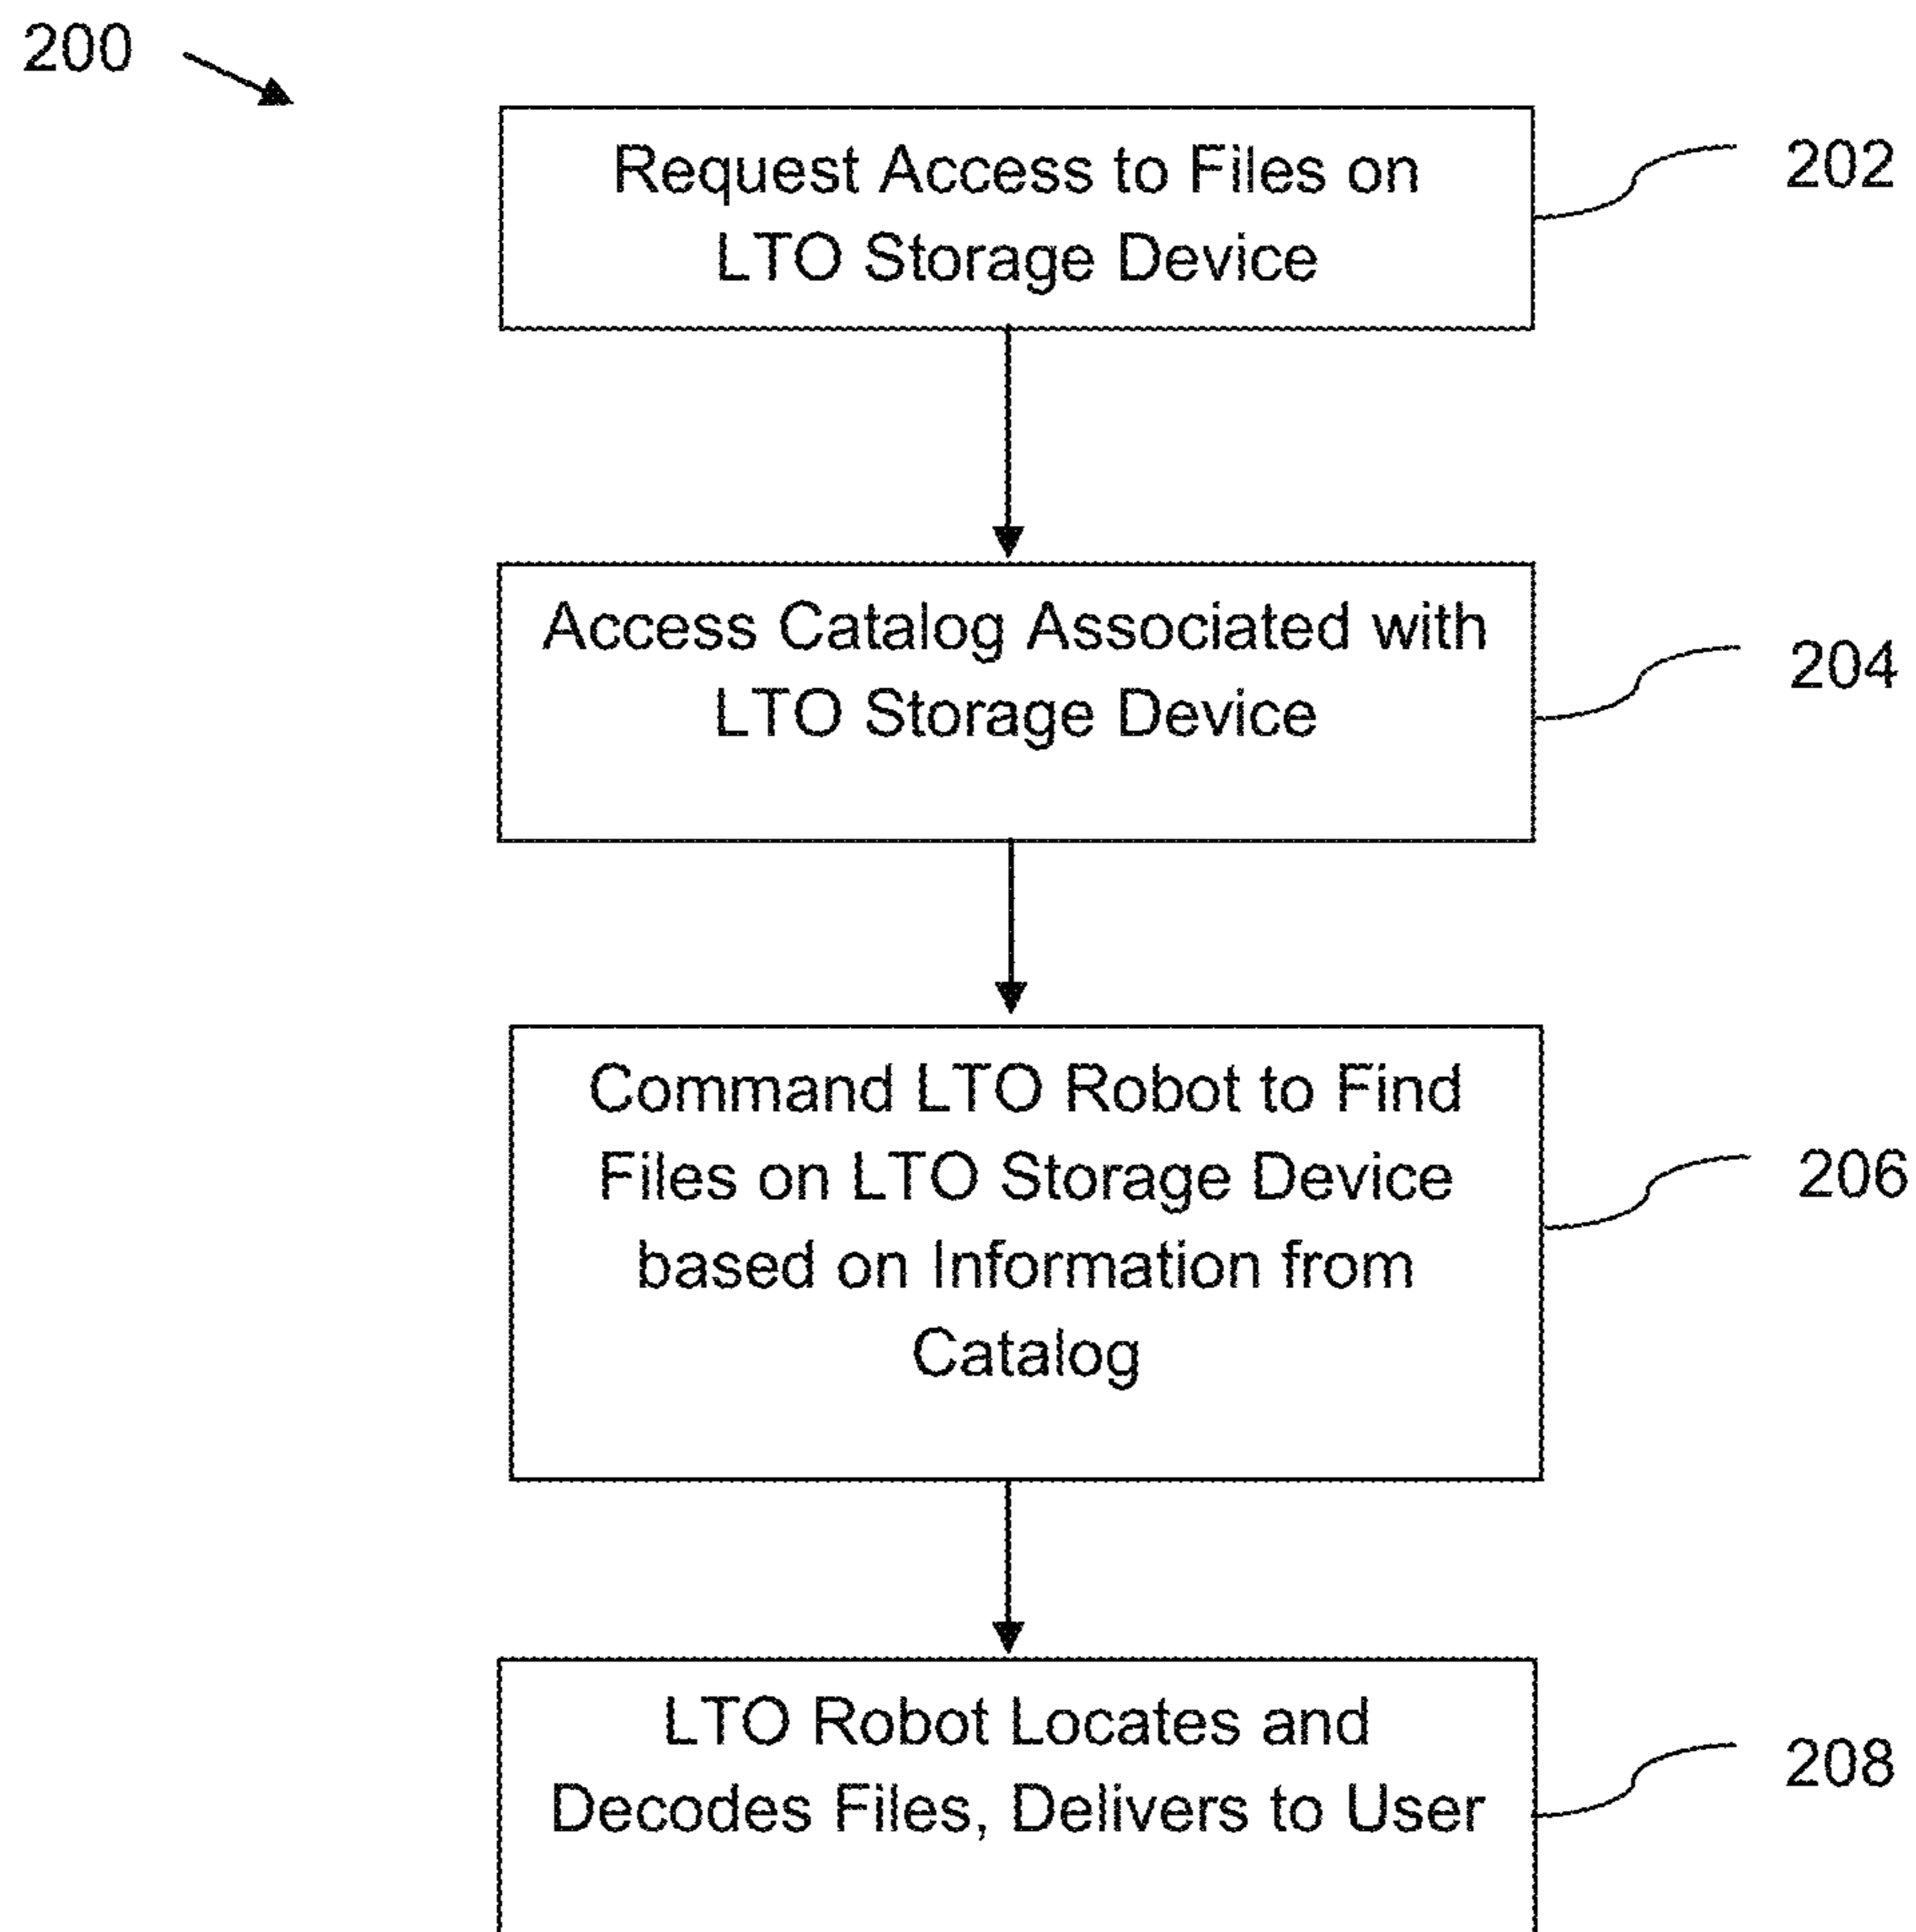 200
Request Access to Files on
LTO Storage Device
202
Access Catalog Associated with
LTO Storage Device
204
Command LTO Robot to Find
Files on LTO Storage Device
based on Information from
Catalog
206
LTO Robot Locates and
Decodes Files, Delivers to User
208